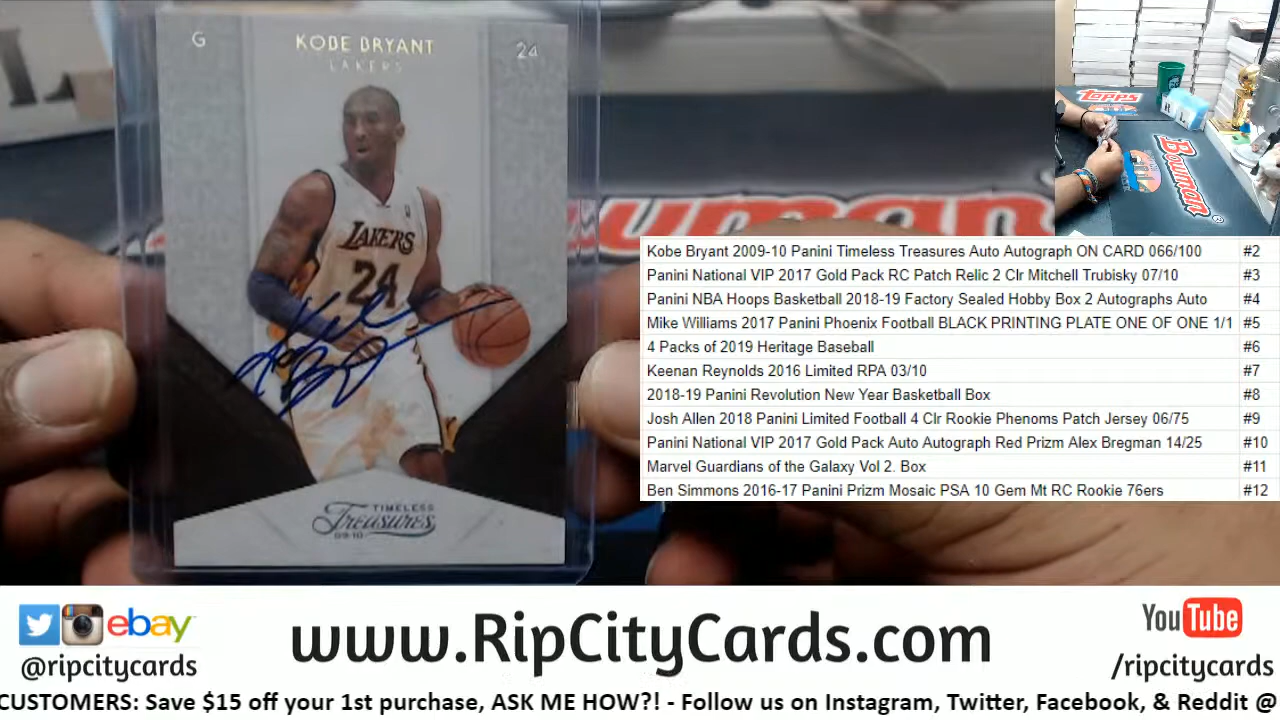 G
KOBE BRYANT
24
LAKERS
LAKERS
24
TIMELESS
Treasures
09-10
Bowman
Topps
Bowman
Kobe Bryant 2009-10 Panini Timeless Treasures Auto Autograph ON CARD 066/100 #2
Panini National VIP 2017 Gold Pack RC Patch Relic 2 Clr Mitchell Trubisky 07/10 #3
Panini NBA Hoops Basketball 2018-19 Factory Sealed Hobby Box 2 Autographs Auto #4
Mike Williams 2017 Panini Phoenix Football BLACK PRINTING PLATE ONE OF ONE 1/1 #5
4 Packs of 2019 Heritage Baseball #6
Keenan Reynolds 2016 Limited RPA 03/10 #7
2018-19 Panini Revolution New Year Basketball Box #8
Josh Allen 2018 Panini Limited Football 4 Clr Rookie Phenoms Patch Jersey 06/75 #9
Panini National VIP 2017 Gold Pack Auto Autograph Red Prizm Alex Bregman 14/25 #10
Marvel Guardians of the Galaxy Vol 2. Box #11
Ben Simmons 2016-17 Panini Prizm Mosaic PSA 10 Gem Mt RC Rookie 76ers #12
ebay
@ripcitycards
www.RipCityCards.com
YouTube
/ripcitycards
CUSTOMERS: Save $15 off your 1st purchase, ASK ME HOW?! - Follow us on Instagram, Twitter, Facebook, & Reddit @